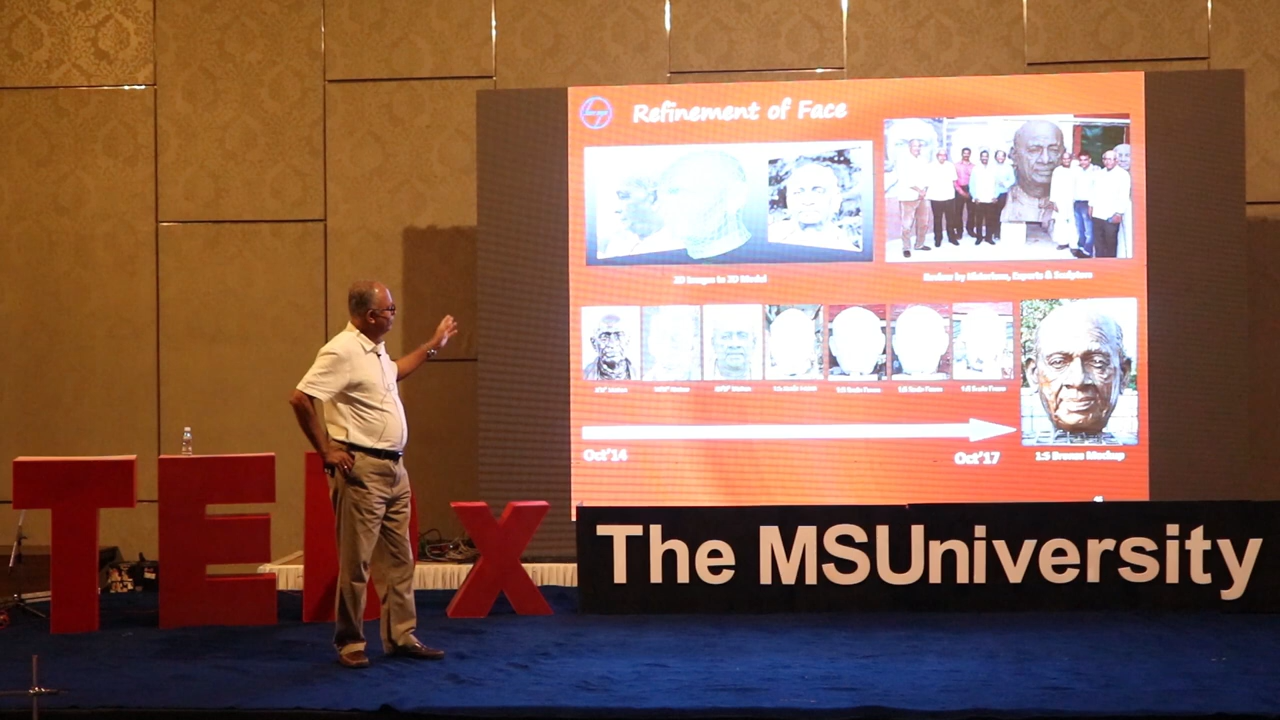 Refinement of Face
2D Images to 3D Model
Review by Historians, Experts & Sculptors
Oct'14
Oct'17
1:5 Bronze Mockup
TEDx
The MSUniversity